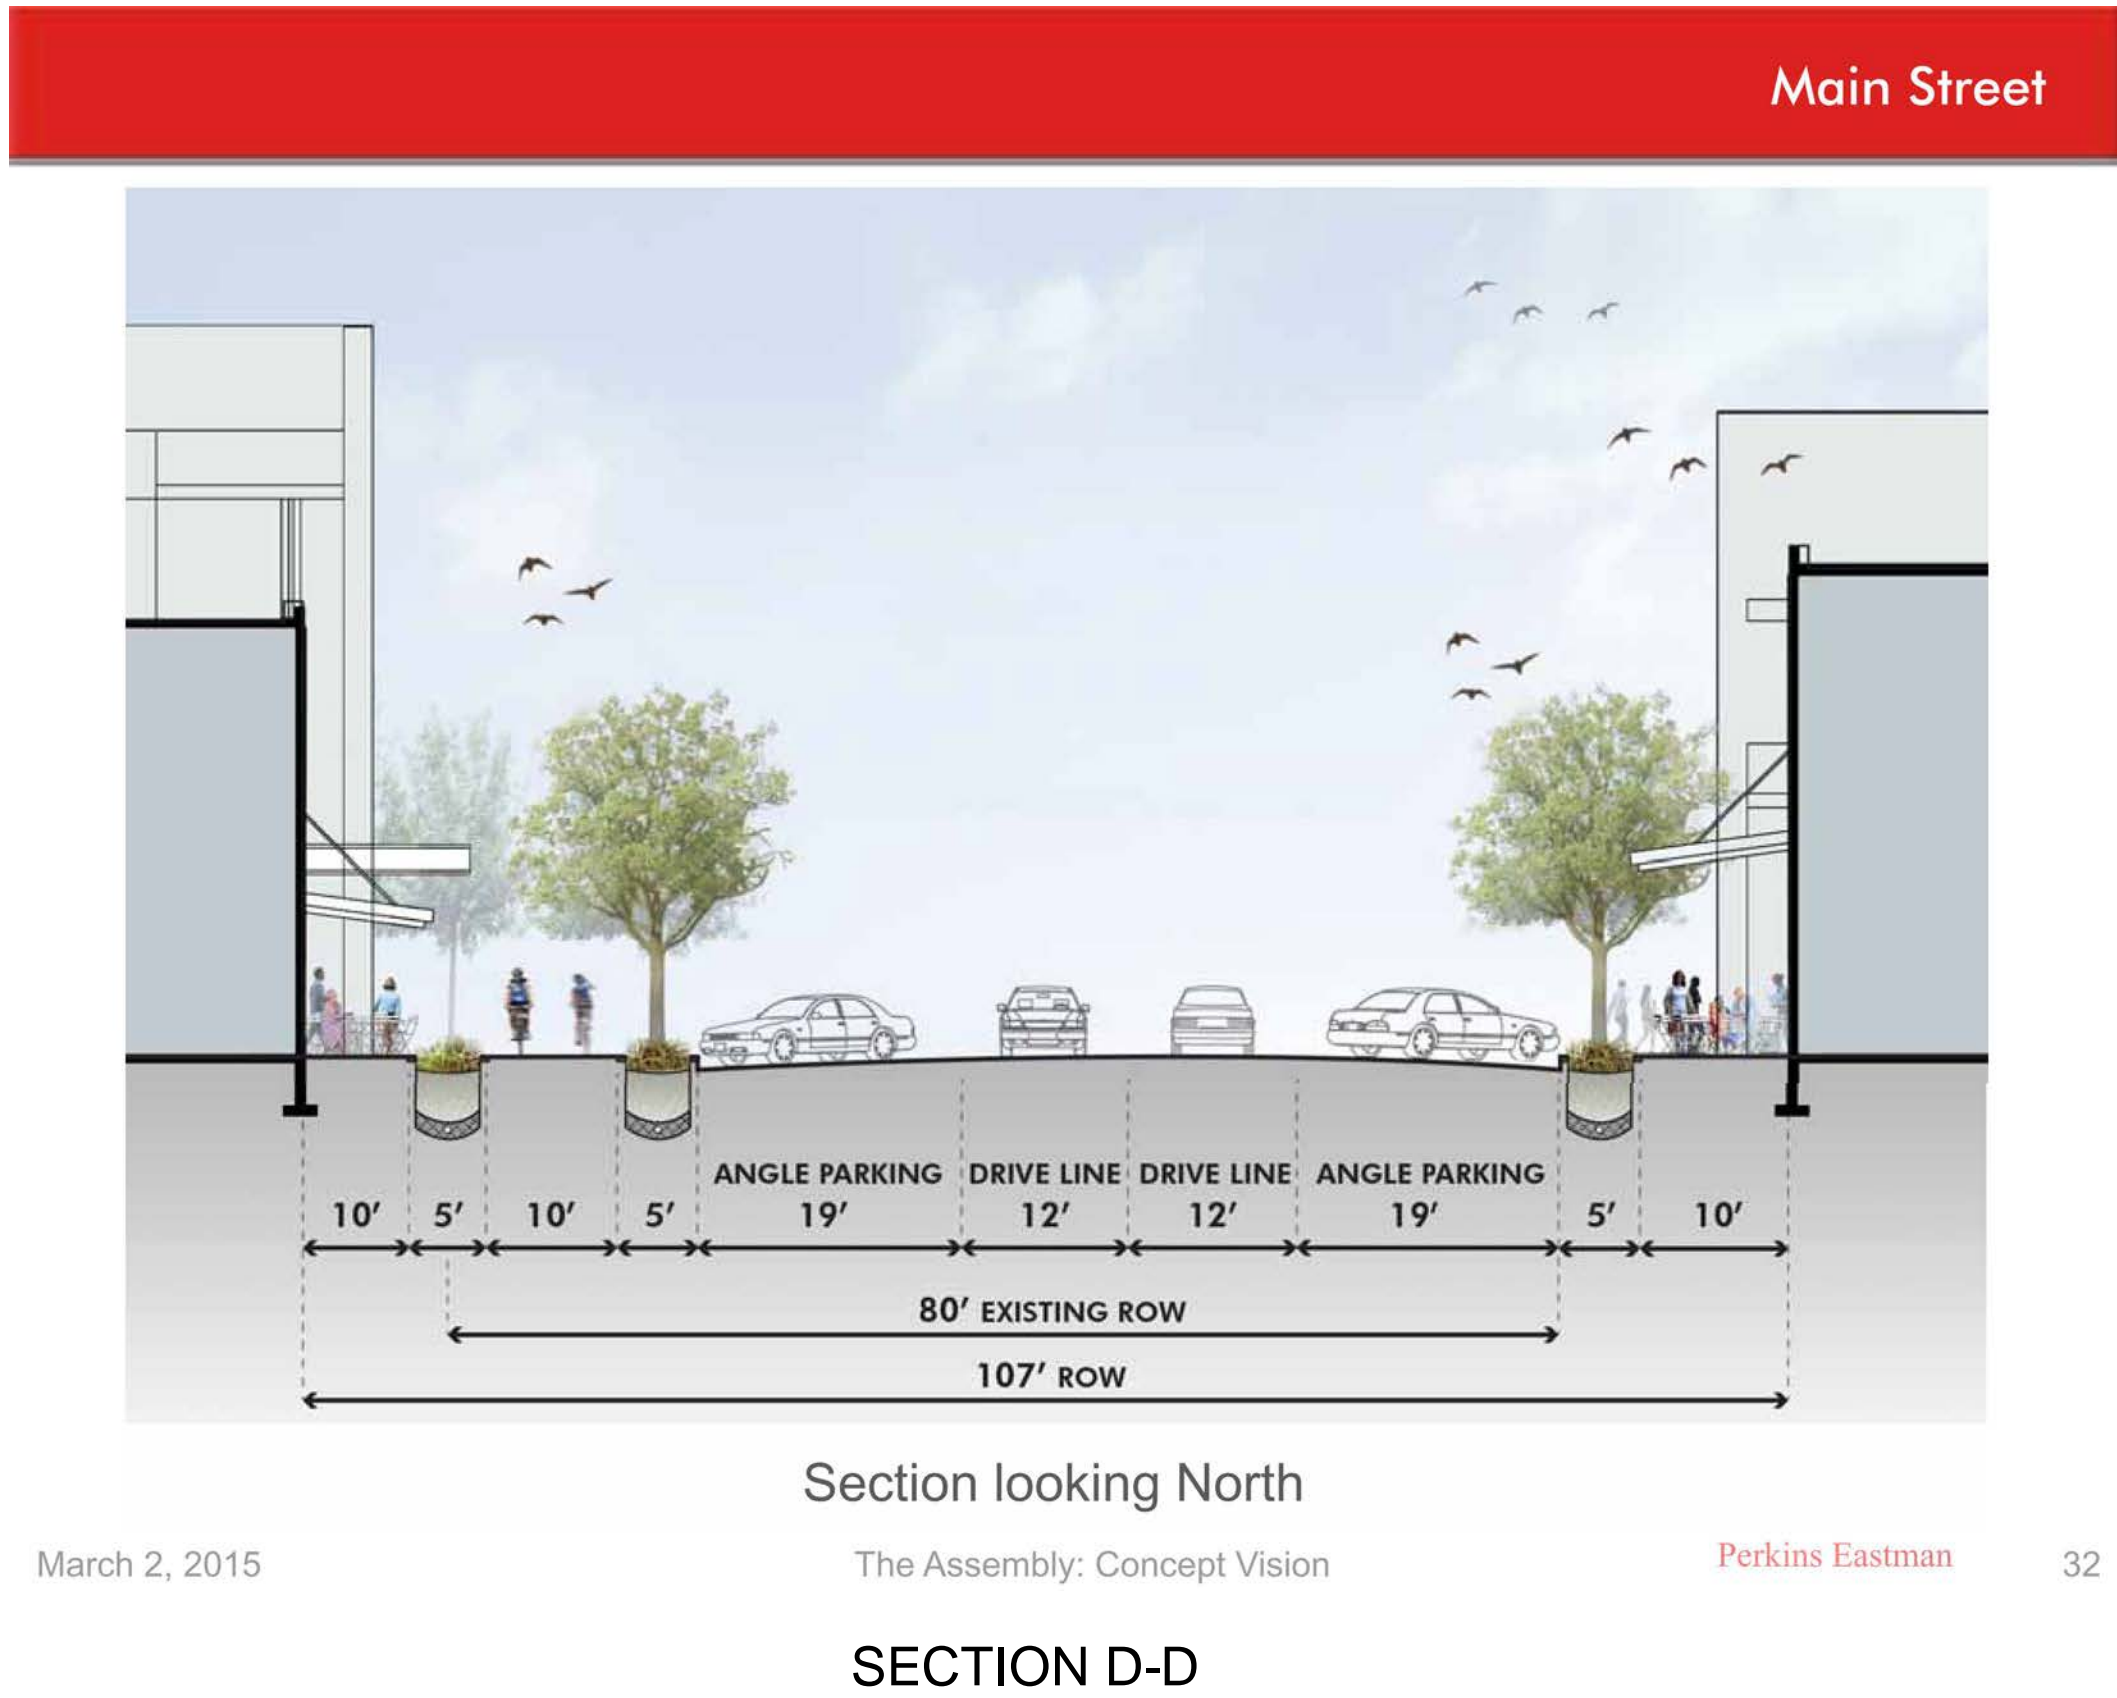 Main Street
ANGLE PARKING DRIVE LINE DRIVE LINE ANGLE PARKING
10′ 5′ 10′ 5′ 19′ 12′ 12′ 19′ 5′ 10′
80′ EXISTING ROW
107′ ROW
Section looking North
March 2, 2015 The Assembly: Concept Vision Perkins Eastman 32
SECTION D-D